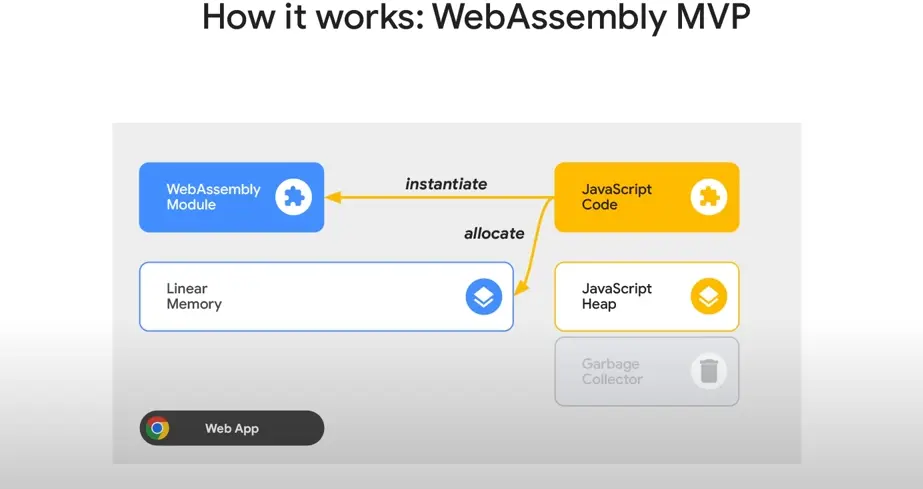 How it works: WebAssembly MVP
WebAssembly
Module
instantiate
JavaScript
Code
allocate
Linear
Memory
JavaScript
Heap
Garbage
Collector
Web App